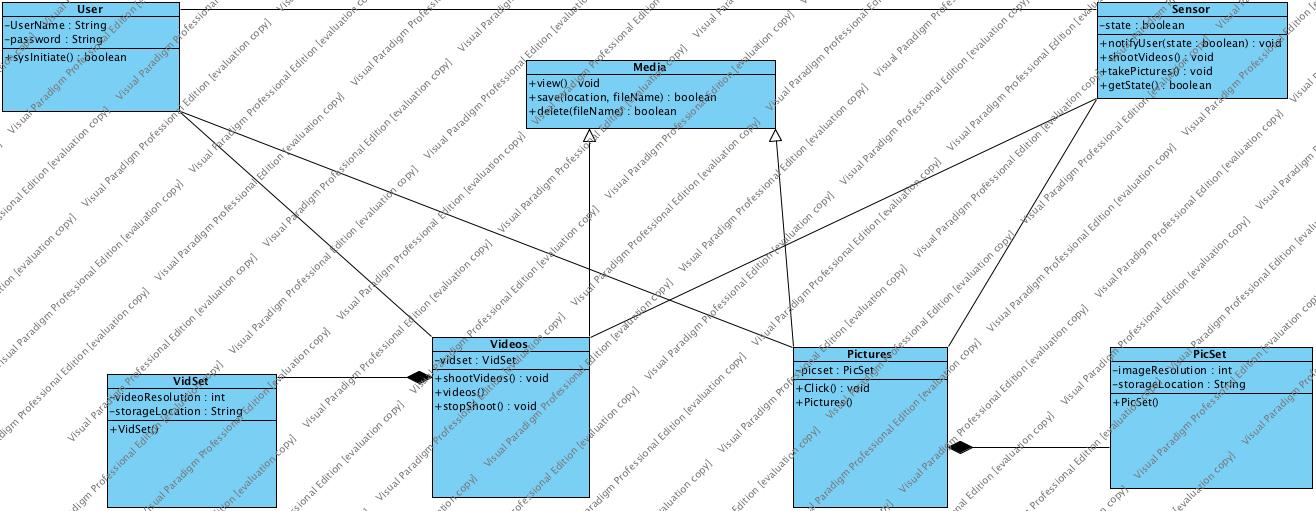 User
-UserName : String
-password : String
+sysInitiate() : boolean
Sensor
-state : boolean
+notifyUser(state : boolean) : void
+shootVideos() : void
+takePictures() : void
+getState() : boolean
Media
+view() : void
+save(location, fileName) : boolean
+delete(fileName) : boolean
VidSet
-videoResolution : int
-storageLocation : String
+VidSet()
Videos
-vidset : VidSet
+shootVideos() : void
+videos()
+stopShoot() : void
Pictures
-picset : PicSet
+Click() : void
+Pictures()
PicSet
-imageResolution : int
-storageLocation : String
+PicSet()
Visual Paradigm Professional Edition [evaluation copy]